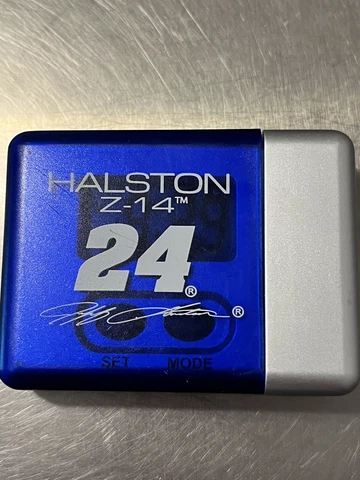 HALSTON
Z-14™
24®
®
SET MODE